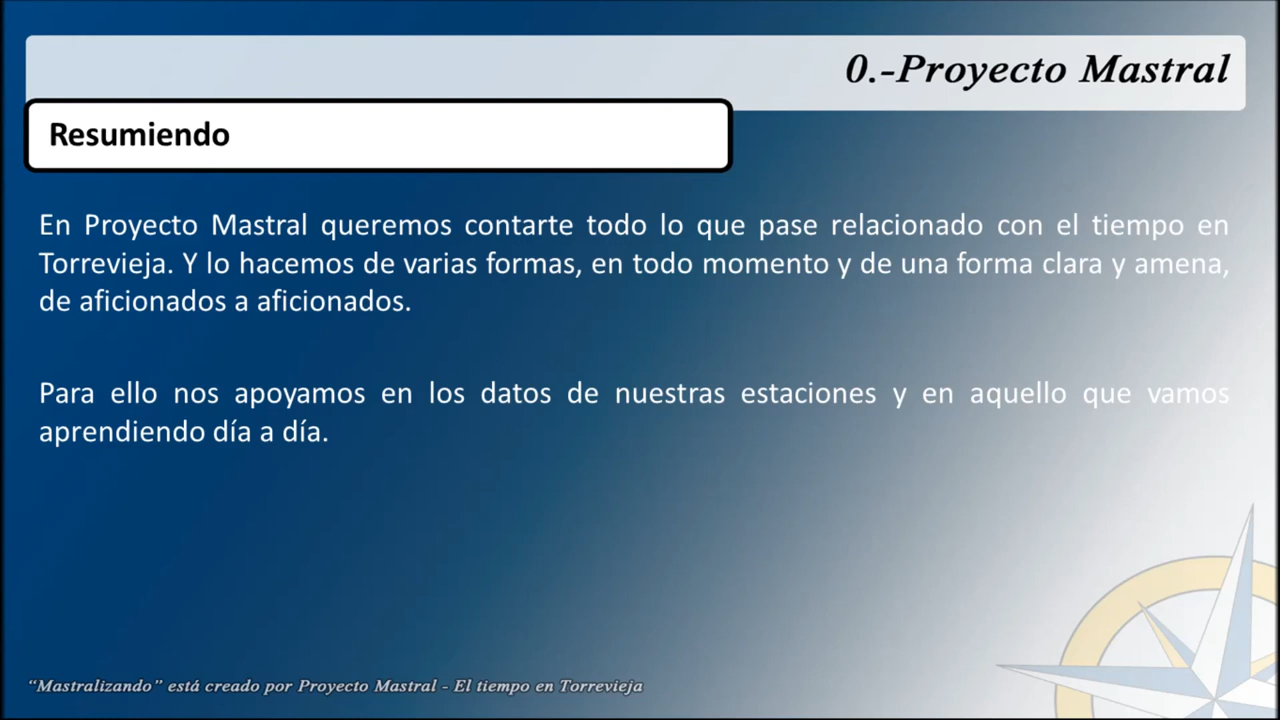 0.-Proyecto Mastral
Resumiendo
En Proyecto Mastral queremos contarte todo lo que pase relacionado con el tiempo en
Torrevieja. Y lo hacemos de varias formas, en todo momento y de una forma clara y amena,
de aficionados a aficionados.
Para ello nos apoyamos en los datos de nuestras estaciones y en aquello que vamos
aprendiendo día a día.
“Mastralizando” está creado por Proyecto Mastral - El tiempo en Torrevieja